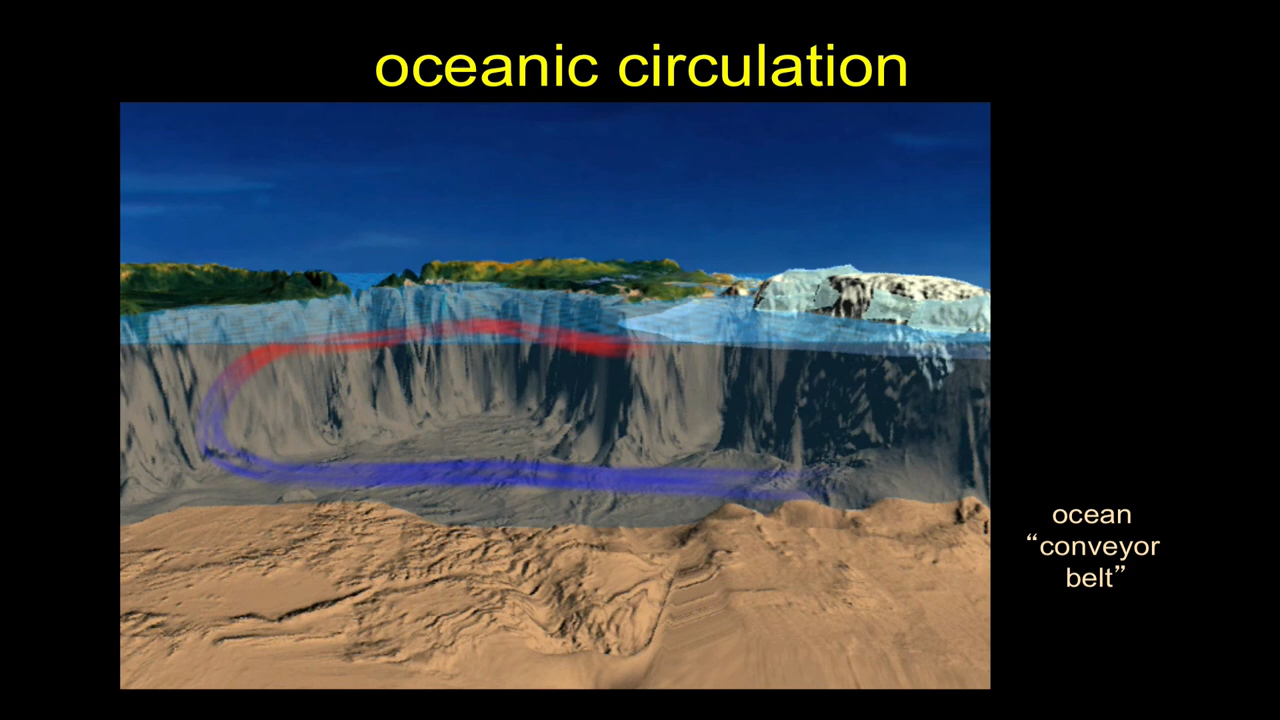 oceanic circulation
ocean
“conveyor
belt”